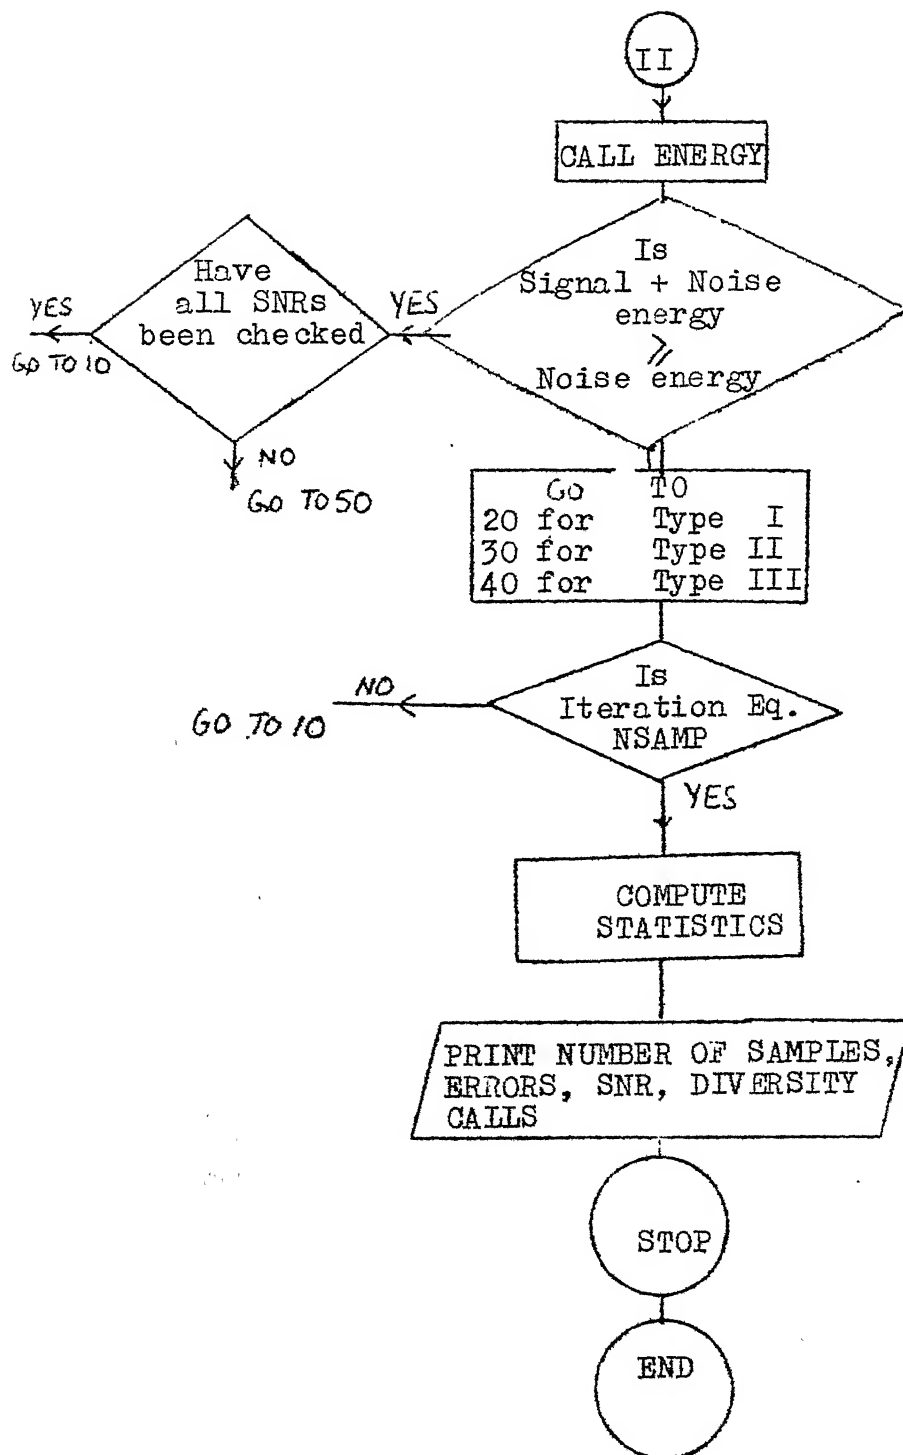 II
CALL ENERGY
Is
Signal + Noise
energy
⩾
Noise energy
YES
Have
all SNRs
been checked
YES
GO TO 10
NO
GO TO 50
GO TO
20 for Type I
30 for Type II
40 for Type III
Is
Iteration Eq.
NSAMP
NO
GO TO 10
YES
COMPUTE
STATISTICS
PRINT NUMBER OF SAMPLES,
ERRORS, SNR, DIVERSITY
CALLS
STOP
END